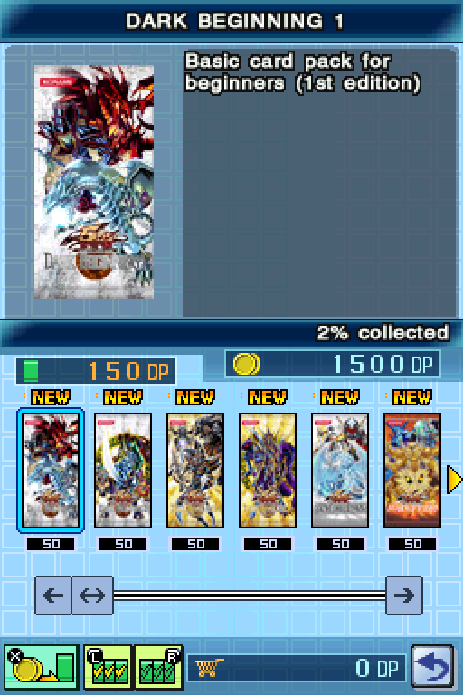 DARK BEGINNING 1
Basic card pack for
beginners (1st edition)
KONAMI
2% collected
150 DP
1500 DP
NEW NEW NEW NEW NEW NEW
50 50 50 50 50 50
X L R
0 DP